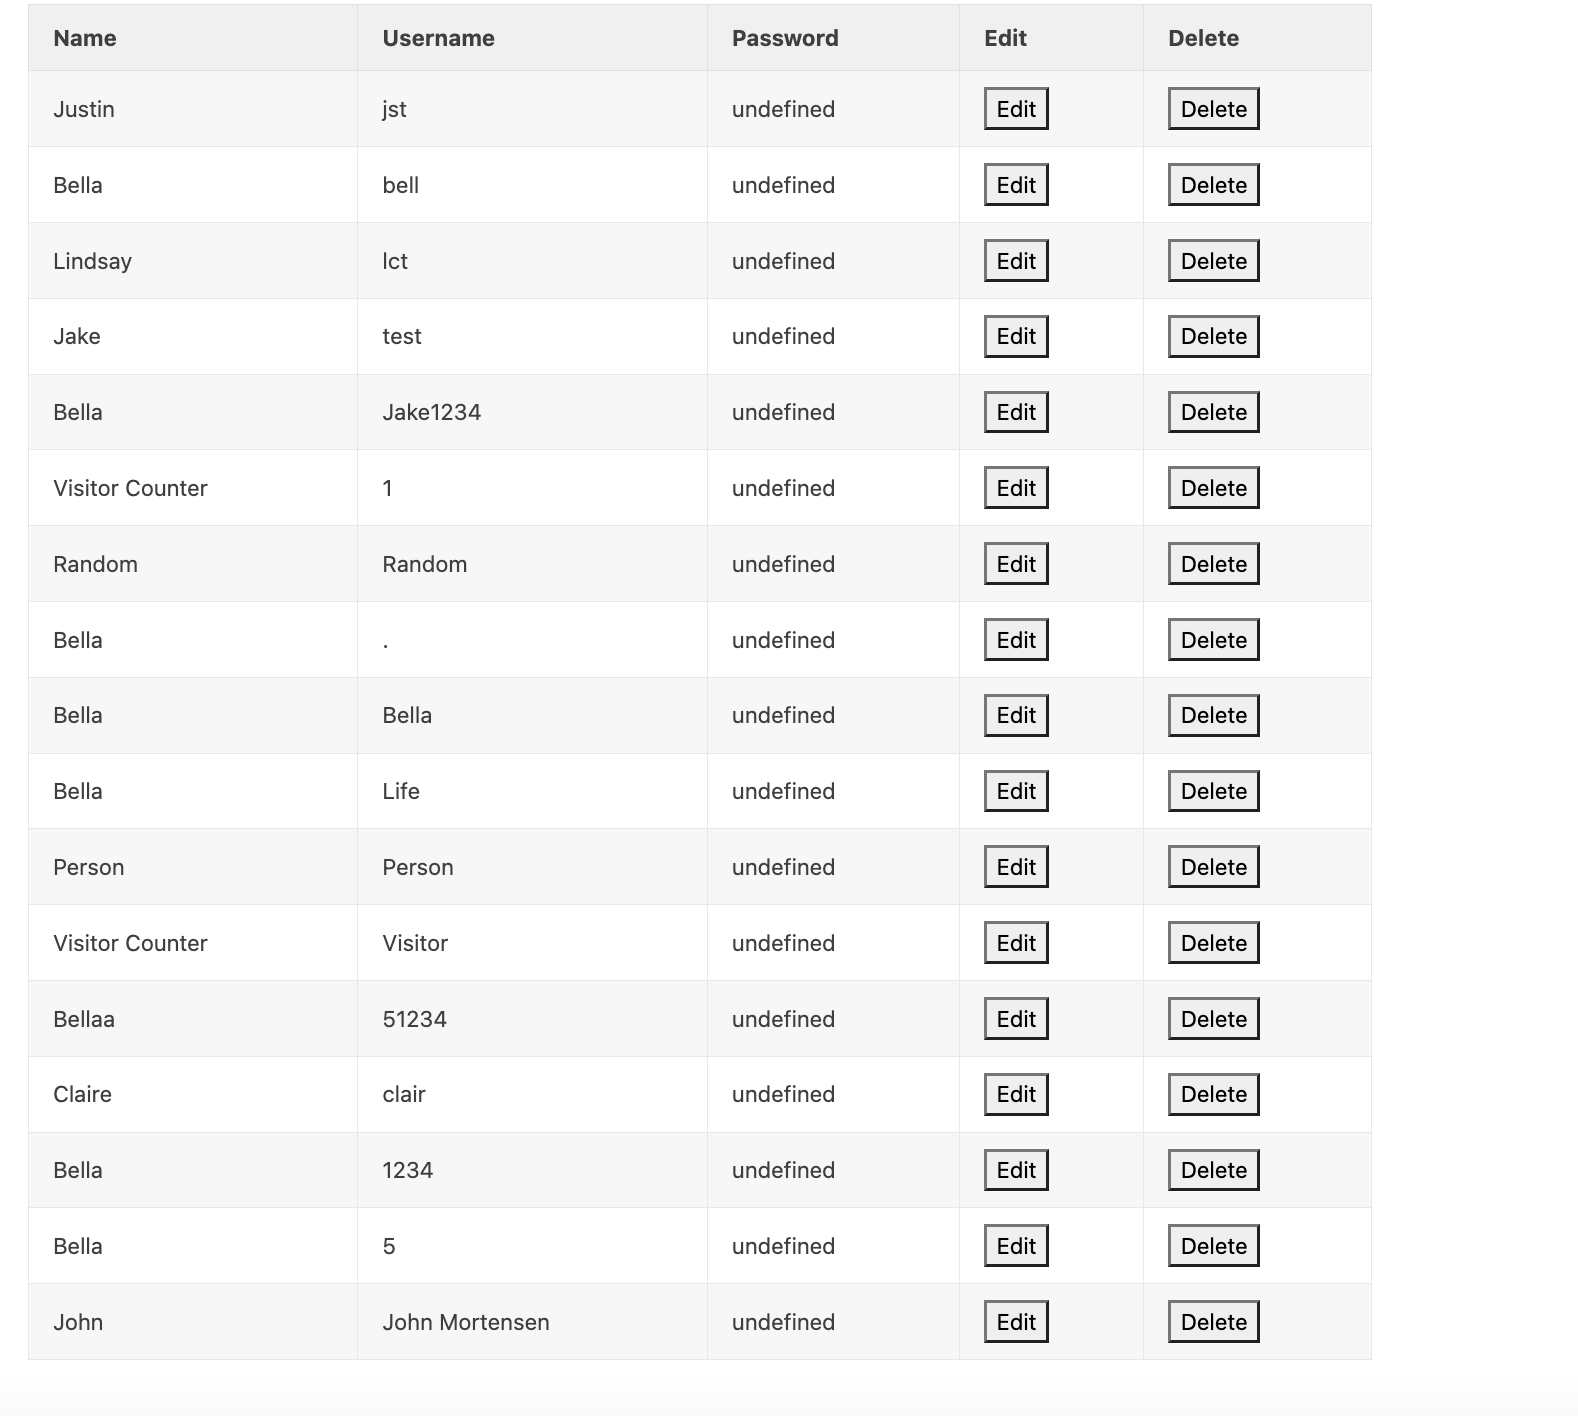 Name Username Password Edit Delete
Justin jst undefined Edit Delete
Bella bell undefined Edit Delete
Lindsay lct undefined Edit Delete
Jake test undefined Edit Delete
Bella Jake1234 undefined Edit Delete
Visitor Counter 1 undefined Edit Delete
Random Random undefined Edit Delete
Bella . undefined Edit Delete
Bella Bella undefined Edit Delete
Bella Life undefined Edit Delete
Person Person undefined Edit Delete
Visitor Counter Visitor undefined Edit Delete
Bellaa 51234 undefined Edit Delete
Claire clair undefined Edit Delete
Bella 1234 undefined Edit Delete
Bella 5 undefined Edit Delete
John John Mortensen undefined Edit Delete